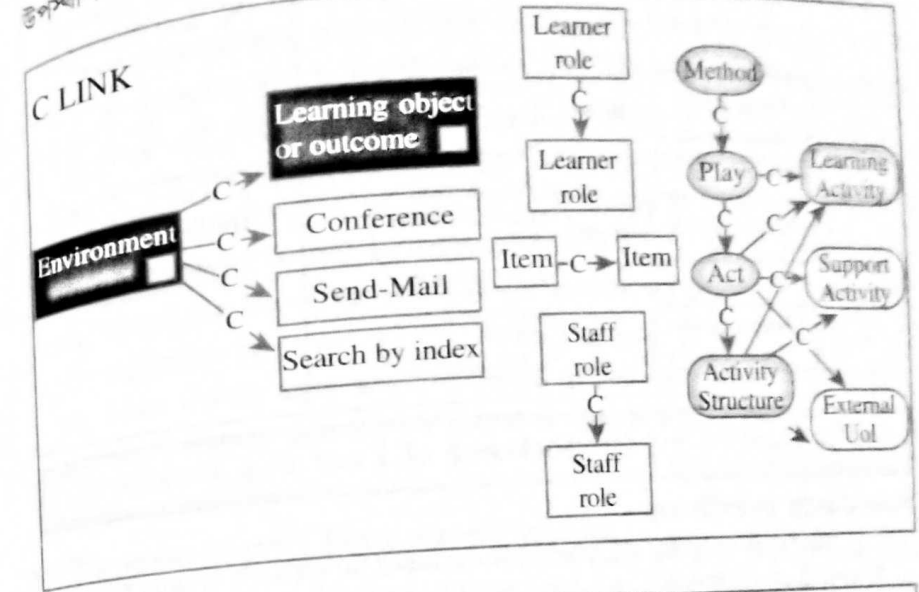 C LINK
Environment
C
C
C
C
Learning object
or outcome
Conference
Send-Mail
Search by index
Learner
role
C
Learner
role
Item
C
Item
Staff
role
C
Staff
role
Method
C
Play
C
Learning
Activity
C
Act
C
C
Support
Activity
C
C
Activity
Structure
External
Uol